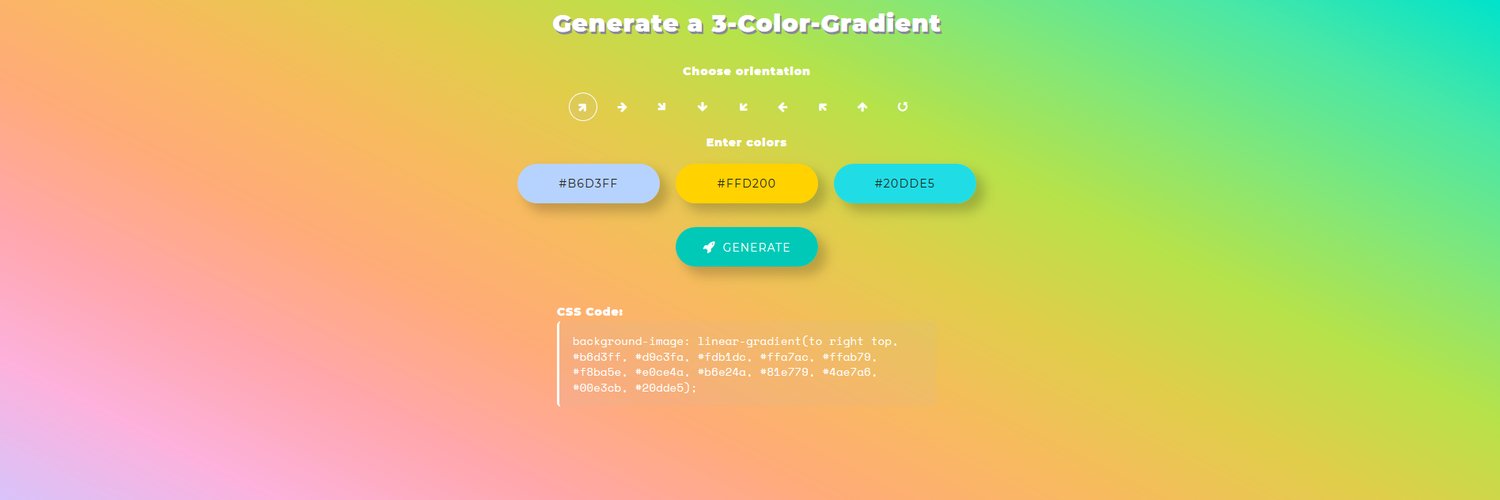 Generate a 3-Color-Gradient
Choose orientation
Enter colors
#B6D3FF #FFD200 #20DDE5
GENERATE
CSS Code:
background-image: linear-gradient(to right top,
#b6d3ff, #d9c3fa, #fdb1dc, #ffa7ac, #ffab79,
#f8ba5e, #e0ce4a, #b6e24a, #81e779, #4ae7a6,
#00e3cb, #20dde5);